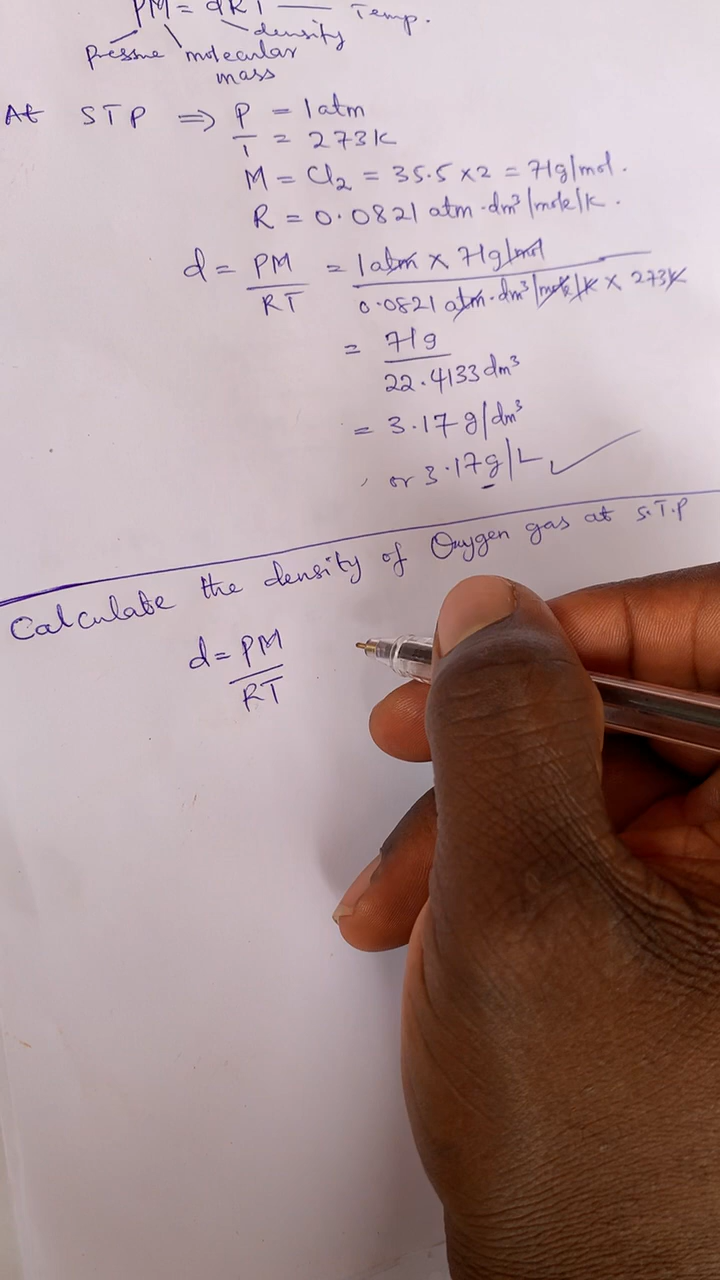 PM = dRT — Temp.
density
pressure molecular
mass
At STP ⇒ P = 1atm
T = 273K
M = Cl₂ = 35.5 × 2 = 71g/mol.
R = 0.0821 atm·dm³/mole/K.
d = PM/RT = 1atm × 71g/mol / 0.0821 atm·dm³/mole/K × 273K
= 71g / 22.4133 dm³
= 3.17 g/dm³
, or 3.17g/L ✓
Calculate the density of Oxygen gas at S.T.P
d = PM/RT